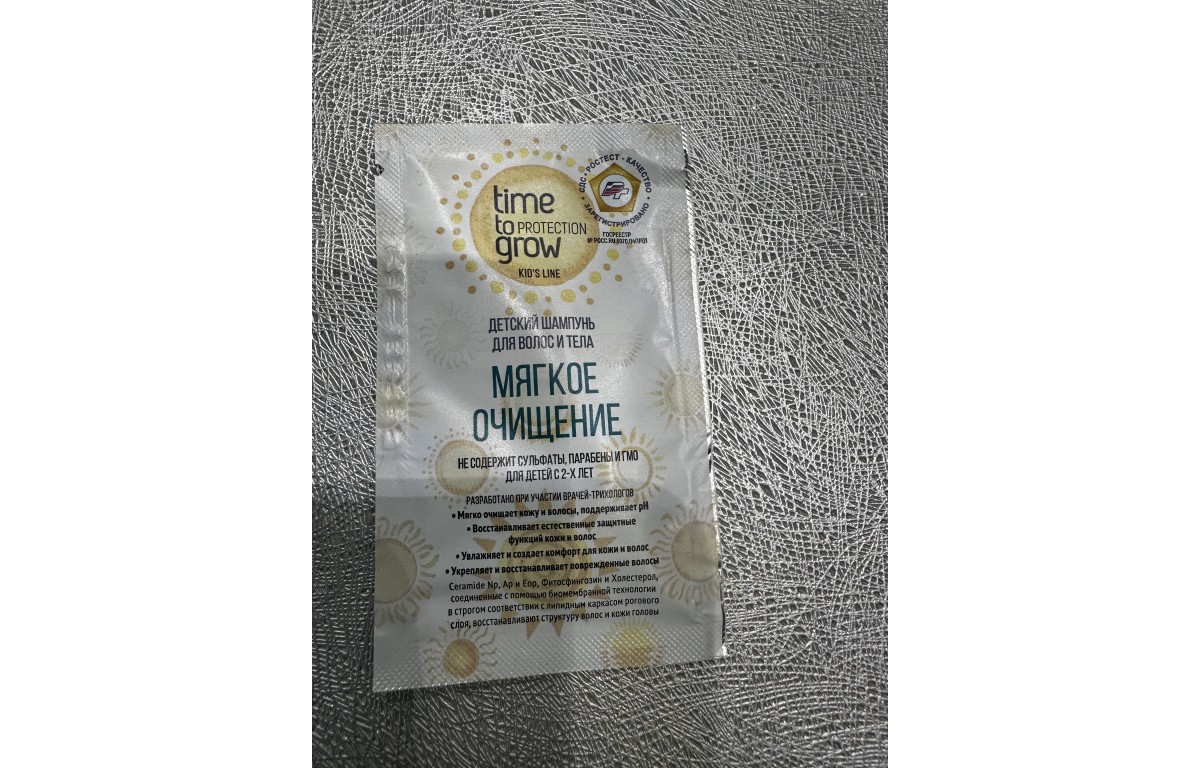 time
to PROTECTION
grow
KID'S LINE
СДС · РОСТЕСТ - КАЧЕСТВО
· ЗАРЕГИСТРИРОВАНО ·
ГОСРЕЕСТР
ДЕТСКИЙ ШАМПУНЬ
ДЛЯ ВОЛОС И ТЕЛА
МЯГКОЕ
ОЧИЩЕНИЕ
НЕ СОДЕРЖИТ СУЛЬФАТЫ, ПАРАБЕНЫ И ГМО
ДЛЯ ДЕТЕЙ С 2-Х ЛЕТ
РАЗРАБОТАНО ПРИ УЧАСТИИ ВРАЧЕЙ-ТРИХОЛОГОВ
• Мягко очищает кожу и волосы, поддерживает pH
• Восстанавливает естественные защитные
функций кожи и волос
• Увлажняет и создает комфорт для кожи и волос
• Укрепляет и восстанавливает поврежденные волосы
Ceramide Np, Ap и Eop, Фитосфингозин и Холестерол,
соединенные с помощью биомембранной технологии
в строгом соответствии с липидным каркасом рогового
слоя, восстанавливают структуру волос и кожи головы